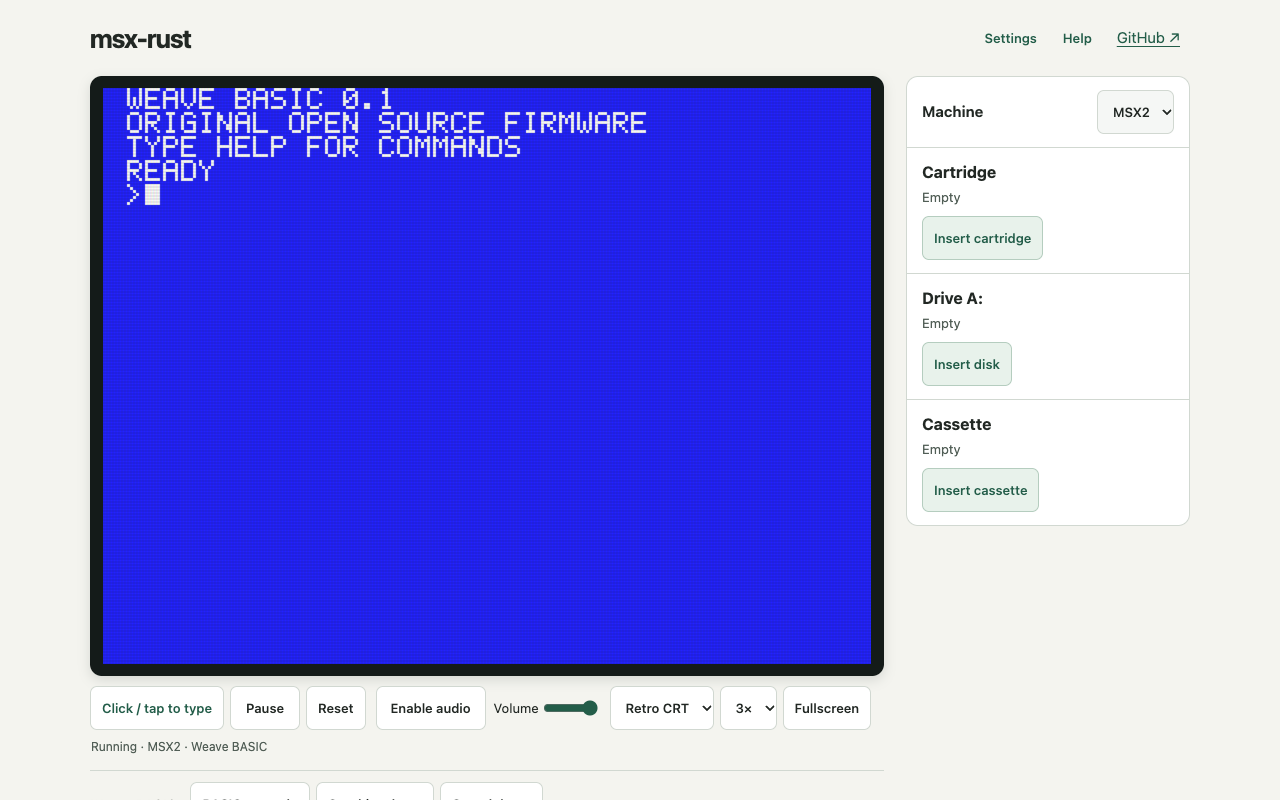 msx-rust
Settings Help GitHub ↗
WEAVE BASIC 0.1
ORIGINAL OPEN SOURCE FIRMWARE
TYPE HELP FOR COMMANDS
READY
>
Machine MSX2
Cartridge
Empty
Insert cartridge
Drive A:
Empty
Insert disk
Cassette
Empty
Insert cassette
Click / tap to type Pause Reset Enable audio Volume Retro CRT 3× Fullscreen
Running · MSX2 · Weave BASIC